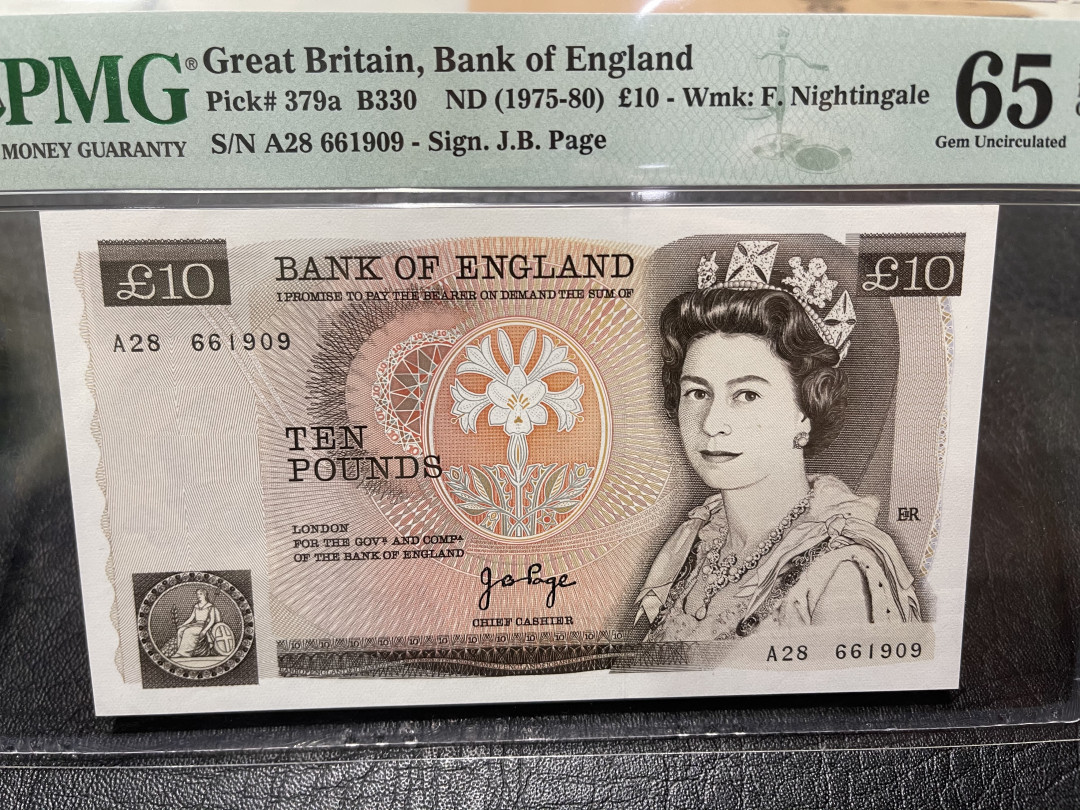 PMG®
MONEY GUARANTY
Great Britain, Bank of England
Pick# 379a B330 ND (1975-80) £10 - Wmk: F. Nightingale
S/N A28 661909 - Sign. J.B. Page
65
Gem Uncirculated
£10
BANK OF ENGLAND
£10
I PROMISE TO PAY THE BEARER ON DEMAND THE SUM OF
A28 661909
TEN
POUNDS
LONDON
FOR THE GOVR AND COMPA
OF THE BANK OF ENGLAND
E II R
J B Page
CHIEF CASHIER
A28 661909